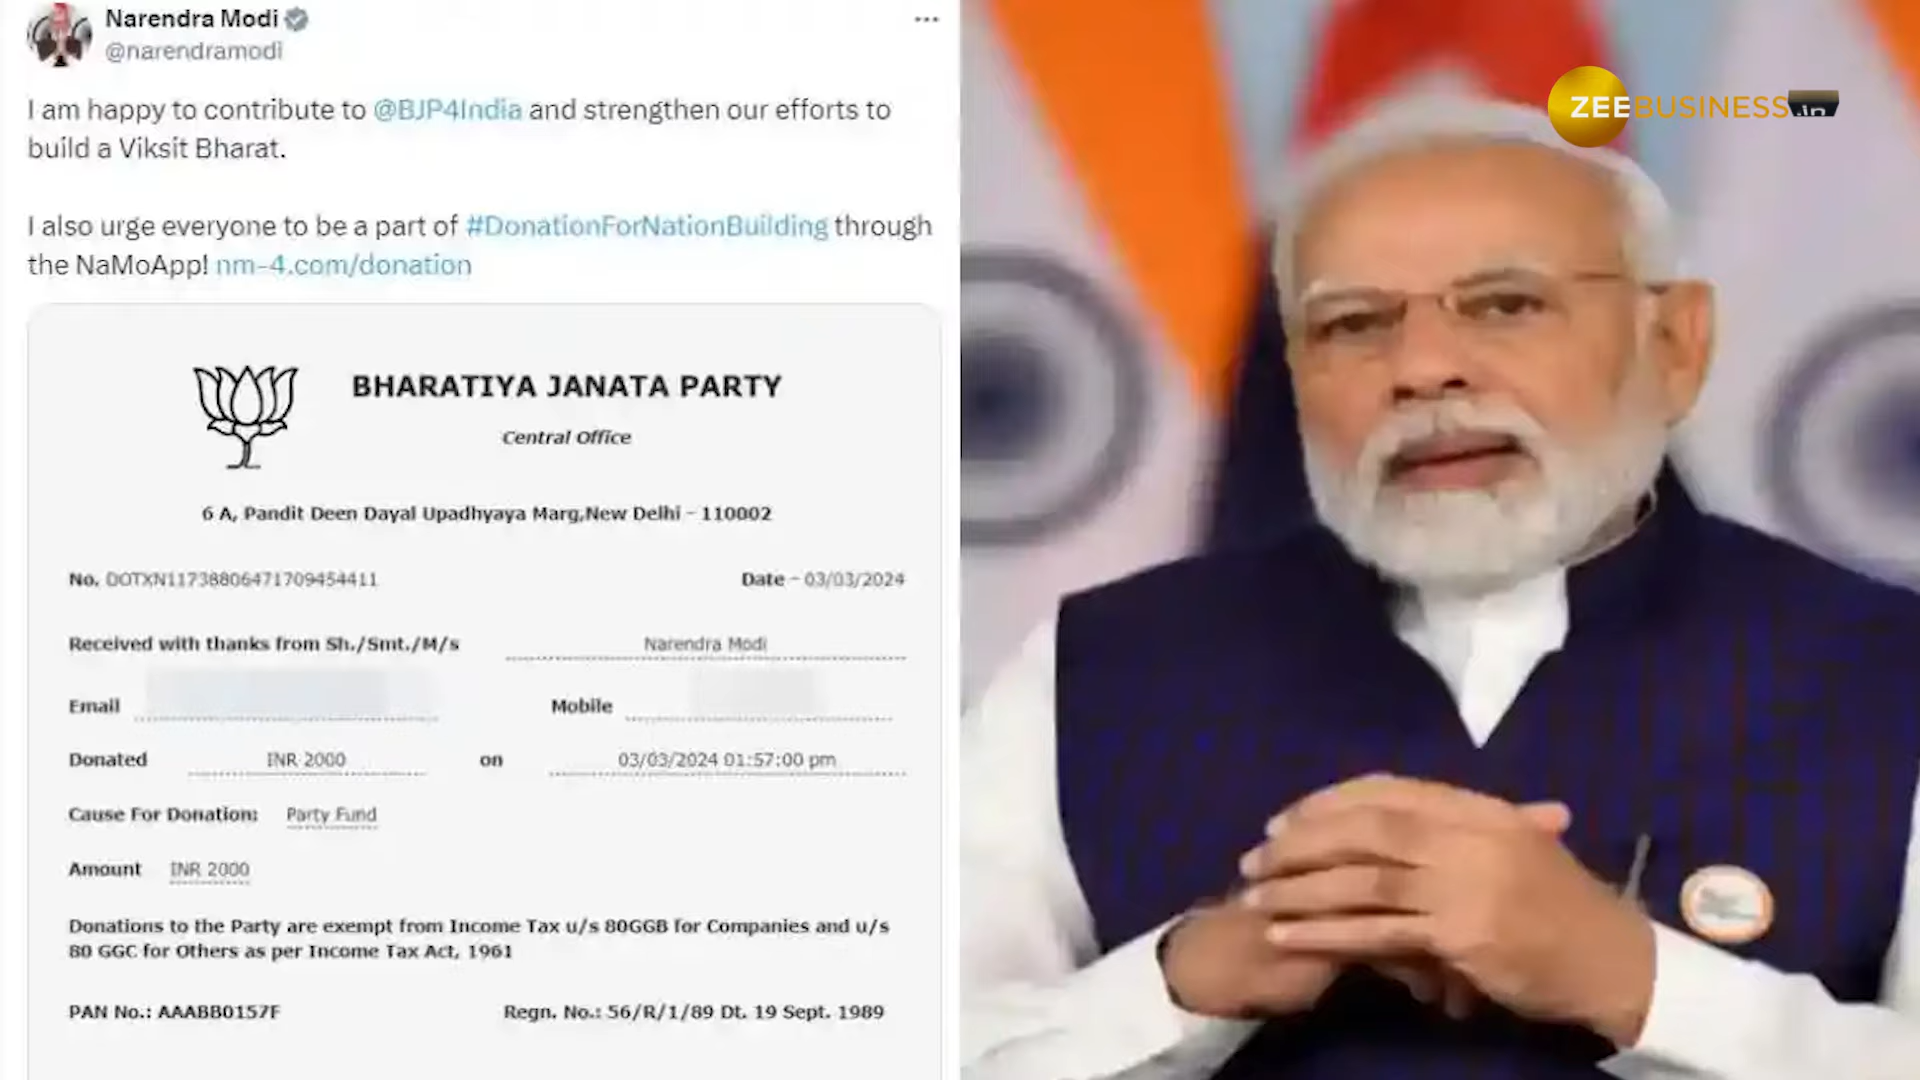 Narendra Modi
@narendramodi
I am happy to contribute to @BJP4India and strengthen our efforts to
build a Viksit Bharat.
I also urge everyone to be a part of #DonationForNationBuilding through
the NaMoApp! nm-4.com/donation
BHARATIYA JANATA PARTY
Central Office
6 A, Pandit Deen Dayal Upadhyaya Marg,New Delhi - 110002
No. DOTXN11738806471709454411 Date - 03/03/2024
Received with thanks from Sh./Smt./M/s Narendra Modi
Email Mobile
Donated INR 2000 on 03/03/2024 01:57:00 pm
Cause For Donation: Party Fund
Amount INR 2000
Donations to the Party are exempt from Income Tax u/s 80GGB for Companies and u/s
80 GGC for Others as per Income Tax Act, 1961
PAN No.: AAABB0157F Regn. No.: 56/R/1/89 Dt. 19 Sept. 1989
ZEEBUSINESS.in